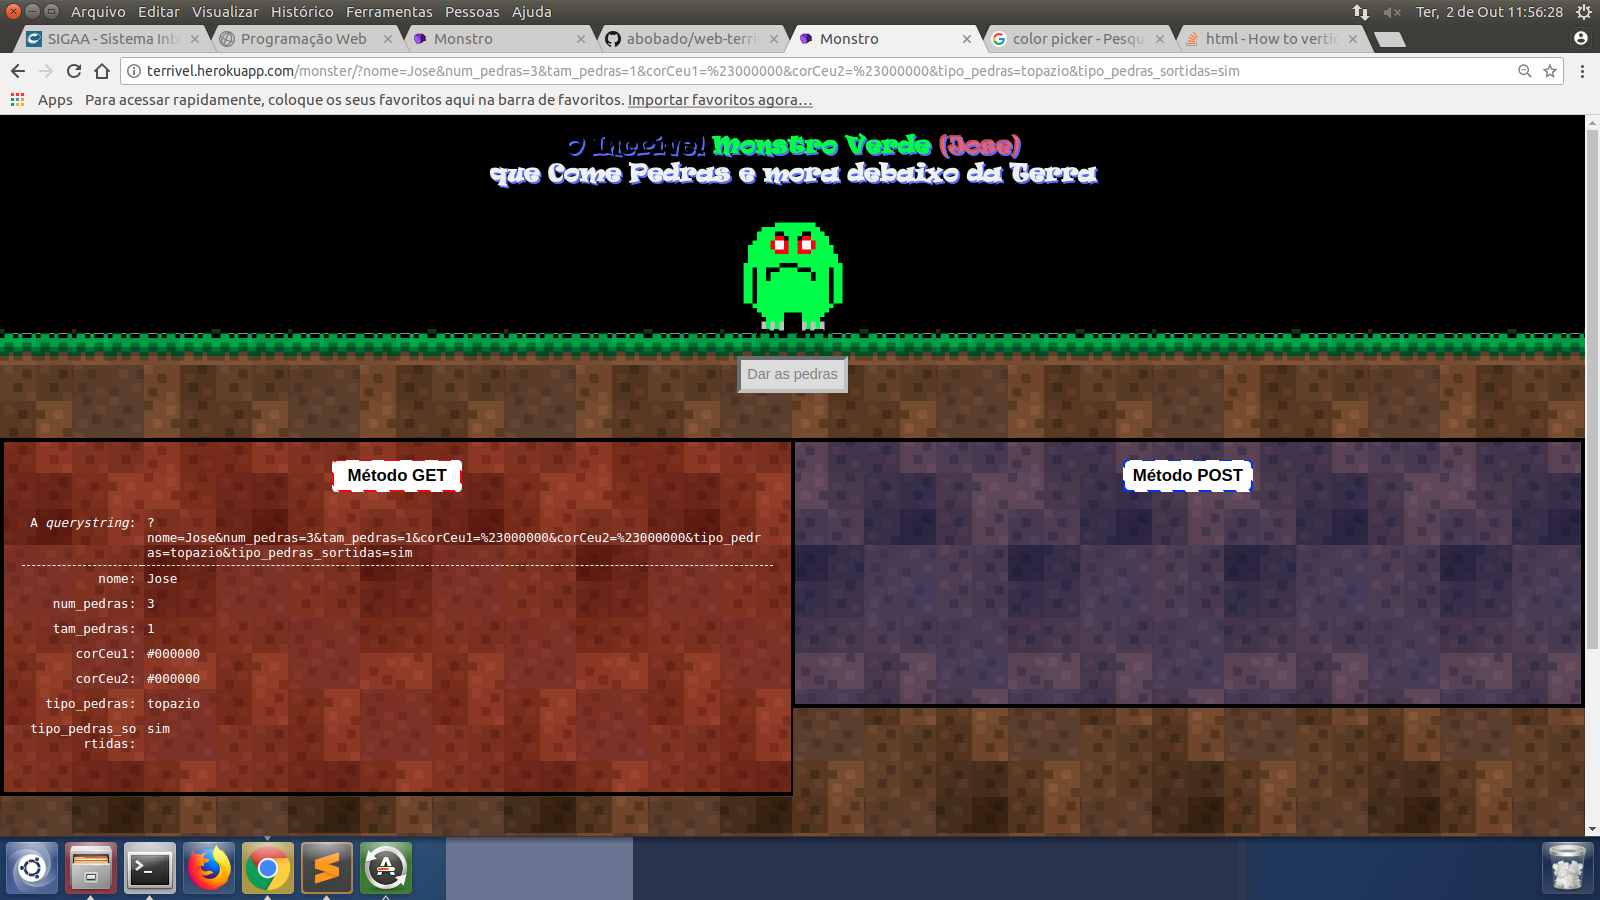 Arquivo Editar Visualizar Histórico Ferramentas Pessoas Ajuda
Ter, 2 de Out 11:56:28
SIGAA - Sistema Inte
Programação Web
Monstro
abobado/web-terri
Monstro
color picker - Pesqu
html - How to vertic
terrivel.herokuapp.com/monster/?nome=Jose&num_pedras=3&tam_pedras=1&corCeu1=%23000000&corCeu2=%23000000&tipo_pedras=topazio&tipo_pedras_sortidas=sim
Apps Para acessar rapidamente, coloque os seus favoritos aqui na barra de favoritos. Importar favoritos agora…
O Incrível Monstro Verde (Jose)
que Come Pedras e mora debaixo da Terra
Dar as pedras
Método GET
A querystring: ?
nome=Jose&num_pedras=3&tam_pedras=1&corCeu1=%23000000&corCeu2=%23000000&tipo_pedr
as=topazio&tipo_pedras_sortidas=sim
nome: Jose
num_pedras: 3
tam_pedras: 1
corCeu1: #000000
corCeu2: #000000
tipo_pedras: topazio
tipo_pedras_so sim
rtidas:
Método POST